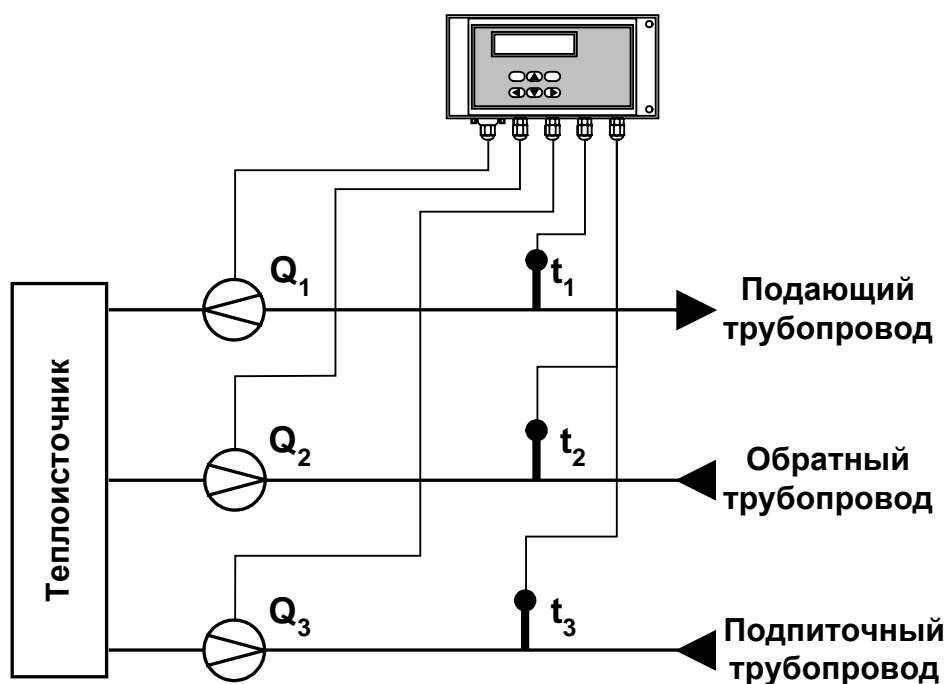 Q1
t1
Подающий
трубопровод
Теплоисточник
Q2
t2
Обратный
трубопровод
Q3
t3
Подпиточный
трубопровод